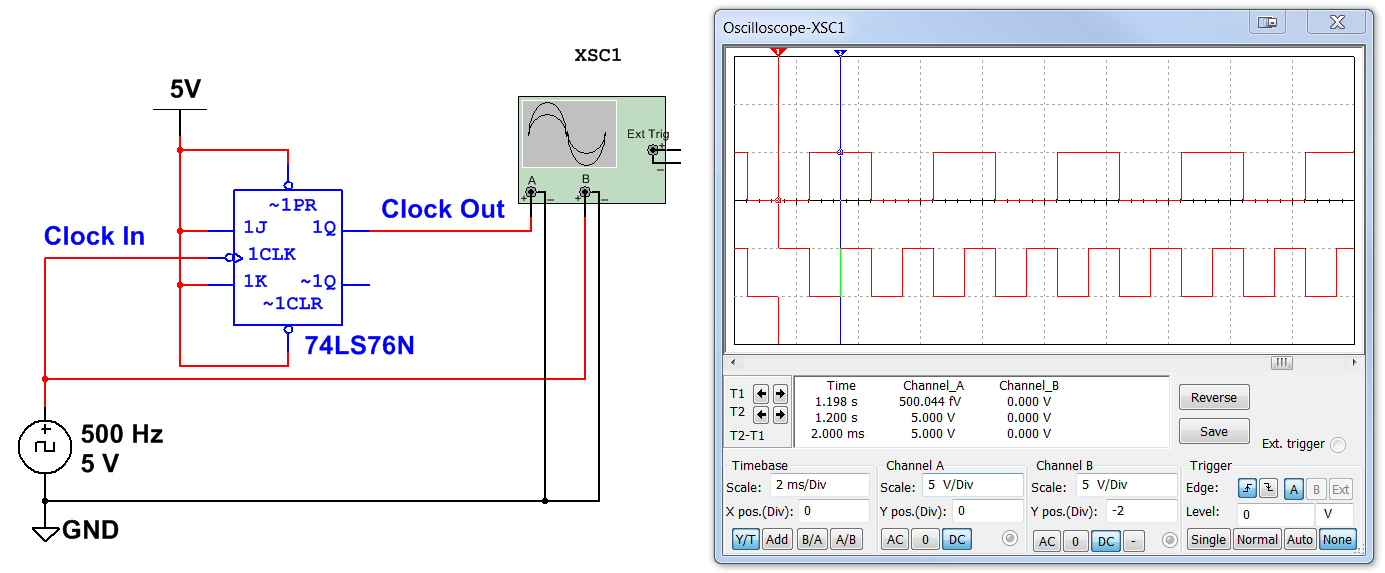 XSC1
5V
Ext Trig
+
−
A
B
+
−
+
−
~1PR
Clock Out
1J
1Q
Clock In
1CLK
1K
~1Q
~1CLR
74LS76N
+
500 Hz
5 V
GND
Oscilloscope-XSC1
1
2
T1
T2
T2-T1
Time Channel_A Channel_B
1.198 s 500.044 fV 0.000 V
1.200 s 5.000 V 0.000 V
2.000 ms 5.000 V 0.000 V
Reverse
Save
Ext. trigger
Timebase
Scale: 2 ms/Div
X pos.(Div): 0
Y/T Add B/A A/B
Channel A
Scale: 5 V/Div
Y pos.(Div): 0
AC 0 DC
Channel B
Scale: 5 V/Div
Y pos.(Div): -2
AC 0 DC -
Trigger
Edge: A B Ext
Level: 0 V
Single Normal Auto None